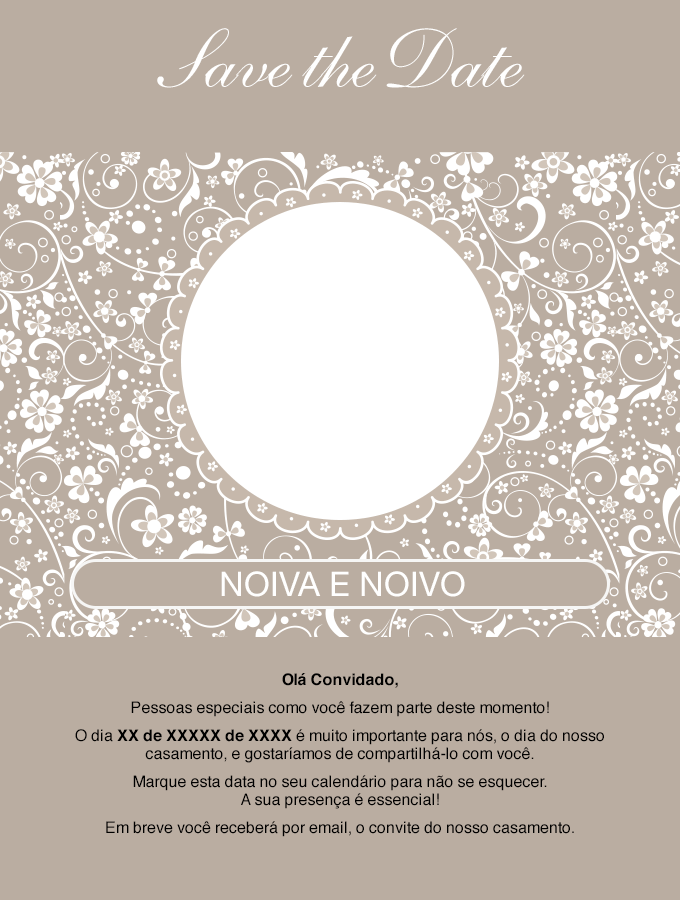 Save the Date
NOIVA E NOIVO
Olá Convidado,
Pessoas especiais como você fazem parte deste momento!
O dia XX de XXXXX de XXXX é muito importante para nós, o dia do nosso
casamento, e gostaríamos de compartilhá-lo com você.
Marque esta data no seu calendário para não se esquecer.
A sua presença é essencial!
Em breve você receberá por email, o convite do nosso casamento.